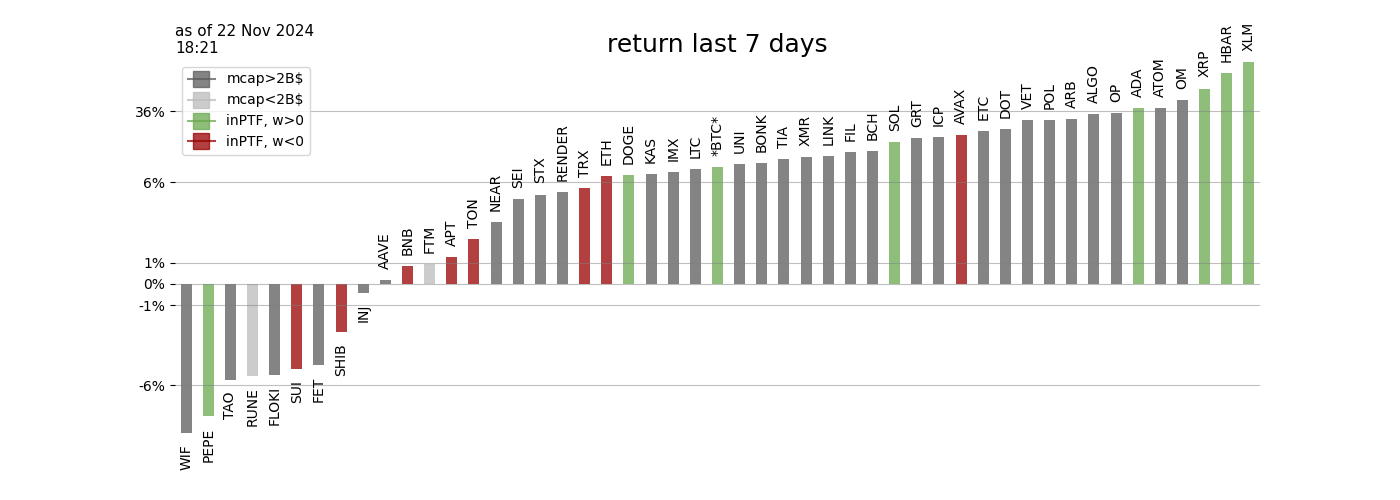 as of 22 Nov 2024
18:21
return last 7 days
mcap>2B$
mcap<2B$
inPTF, w>0
inPTF, w<0
36%
6%
1%
0%
-1%
-6%
WIF
PEPE
TAO
RUNE
FLOKI
SUI
FET
SHIB
INJ
AAVE
BNB
FTM
APT
TON
NEAR
SEI
STX
RENDER
TRX
ETH
DOGE
KAS
IMX
LTC
*BTC*
UNI
BONK
TIA
XMR
LINK
FIL
BCH
SOL
GRT
ICP
AVAX
ETC
DOT
VET
POL
ARB
ALGO
OP
ADA
ATOM
OM
XRP
HBAR
XLM